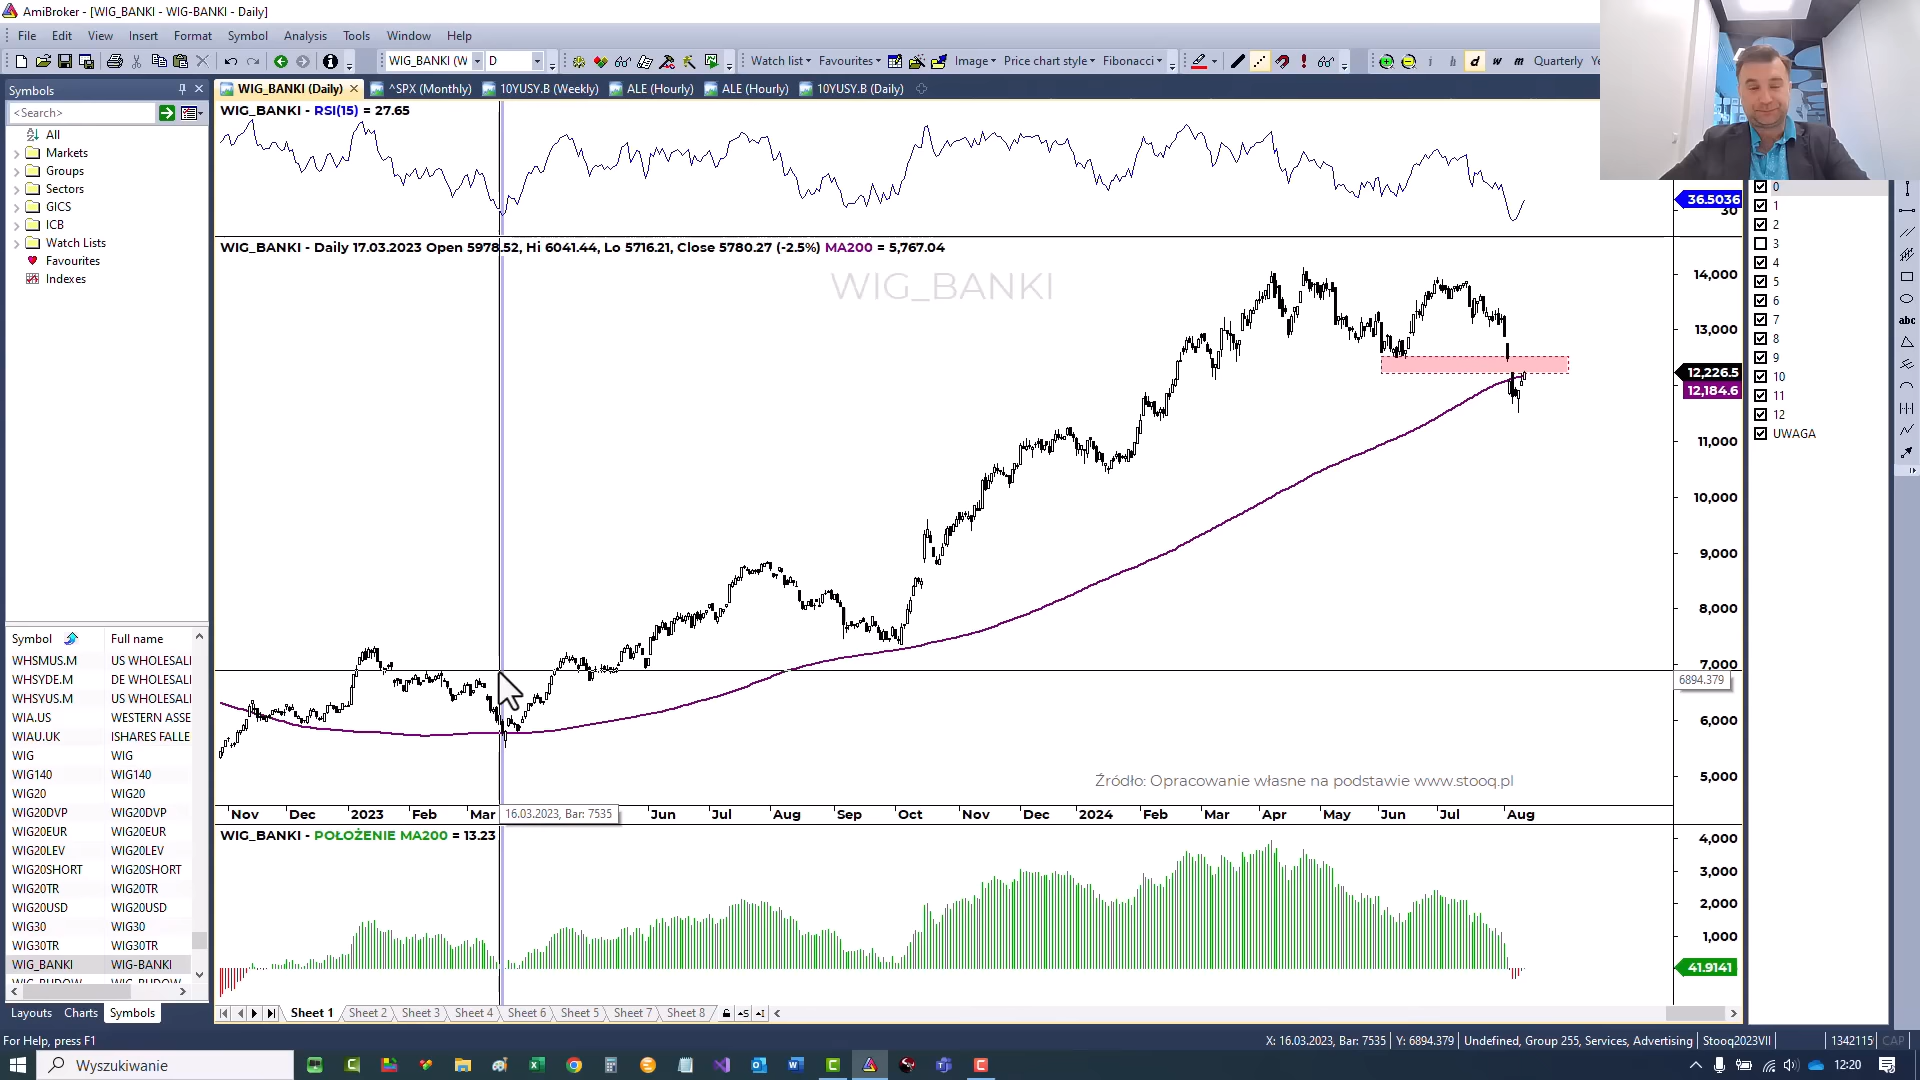 AmiBroker - [WIG_BANKI - WIG-BANKI - Daily]
File Edit View Insert Format Symbol Analysis Tools Window Help
WIG_BANKI (W D Watch list Favourites Image Price chart style Fibonacci i h d w m Quarterly
Symbols
WIG_BANKI (Daily) ^SPX (Monthly) 10YUSY.B (Weekly) ALE (Hourly) ALE (Hourly) 10YUSY.B (Daily)
<Search>
All
Markets
Groups
Sectors
GICS
ICB
Watch Lists
Favourites
Indexes
WIG_BANKI - RSI(15) = 27.65
36.5036
30
WIG_BANKI - Daily 17.03.2023 Open 5978.52, Hi 6041.44, Lo 5716.21, Close 5780.27 (-2.5%) MA200 = 5,767.04
WIG_BANKI
14,000
13,000
12,226.5
12,184.6
11,000
10,000
9,000
8,000
7,000
6894.379
6,000
5,000
Źródło: Opracowanie własne na podstawie www.stooq.pl
Nov Dec 2023 Feb Mar 16.03.2023, Bar: 7535 Jun Jul Aug Sep Oct Nov Dec 2024 Feb Mar Apr May Jun Jul Aug
WIG_BANKI - POŁOŻENIE MA200 = 13.23
4,000
3,000
2,000
1,000
41.9141
0
1
2
3
4
5
6
7
8
9
10
11
12
UWAGA
abc
Symbol Full name
WHSMUS.M US WHOLESALI
WHSYDE.M DE WHOLESALI
WHSYUS.M US WHOLESALI
WIA.US WESTERN ASSE
WIAU.UK ISHARES FALLE
WIG WIG
WIG140 WIG140
WIG20 WIG20
WIG20DVP WIG20DVP
WIG20EUR WIG20EUR
WIG20LEV WIG20LEV
WIG20SHORT WIG20SHORT
WIG20TR WIG20TR
WIG20USD WIG20USD
WIG30 WIG30
WIG30TR WIG30TR
WIG_BANKI WIG-BANKI
Layouts Charts Symbols
Sheet 1 Sheet 2 Sheet 3 Sheet 4 Sheet 6 Sheet 5 Sheet 7 Sheet 8
For Help, press F1
X: 16.03.2023, Bar: 7535 Y: 6894.379 Undefined, Group 255, Services, Advertising Stooq2023VII 1342115 CAP
Wyszukiwanie
12:20